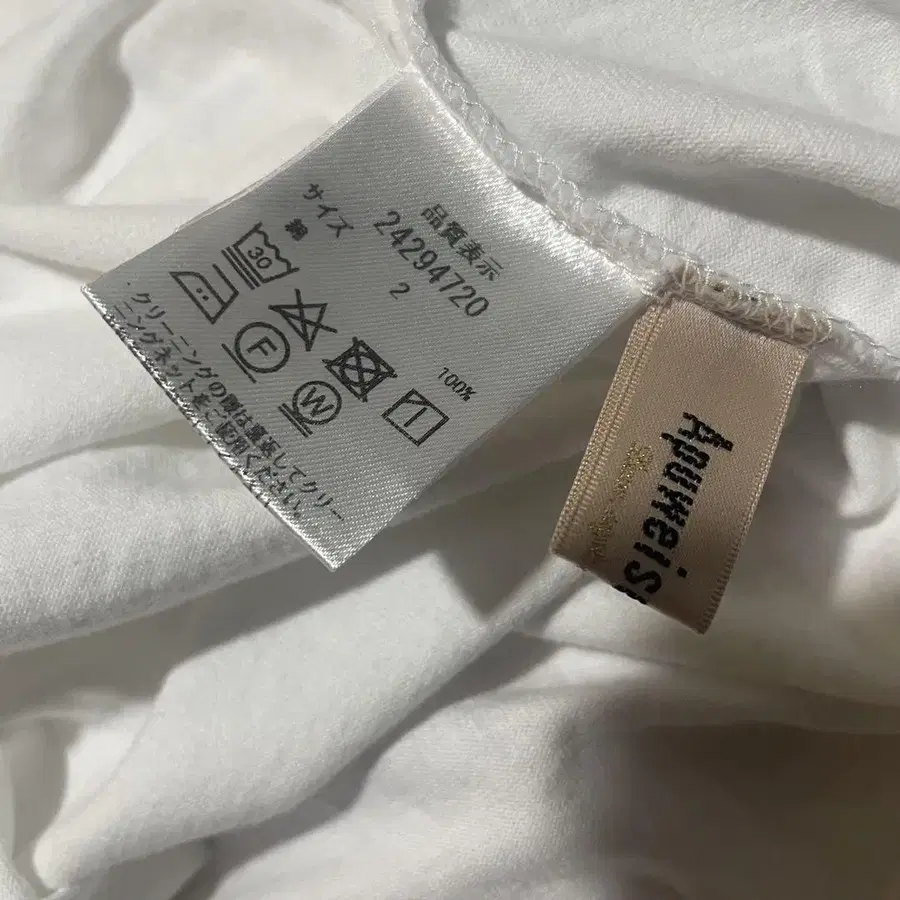 品質表示
24294720
サイズ 2
綿 100%
30
F
W
・クリーニングの際は裏返してクリー
ニングネットをご使用ください。
Apuweis